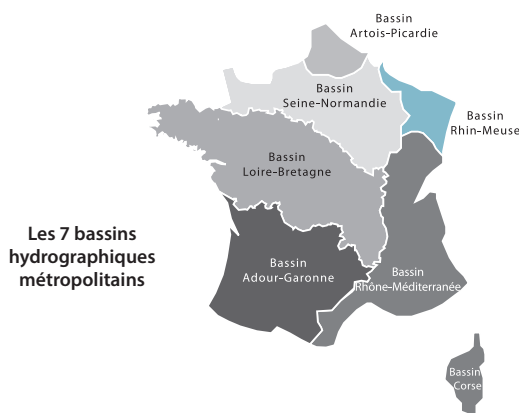 Bassin
Artois–Picardie
Bassin
Seine–Normandie
Bassin
Rhin–Meuse
Bassin
Loire–Bretagne
Les 7 bassins
hydrographiques
métropolitains
Bassin
Adour–Garonne
Bassin
Rhône–Méditerranée
Bassin
Corse